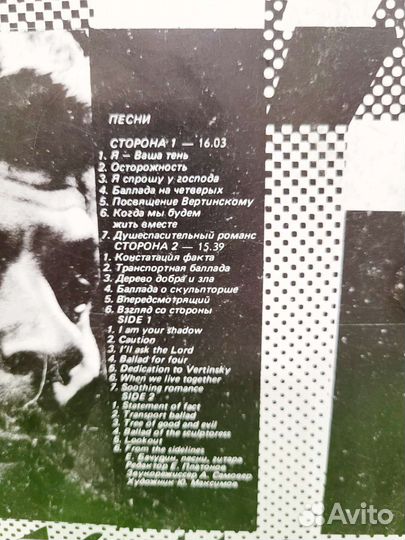 ПЕСНИ
СТОРОНА 1 — 16.03
1. Я – Ваша тень
2. Осторожность
3. Я спрошу у господа
4. Баллада на четверых
5. Посвящение Вертинскому
6. Когда мы будем
жить вместе
7. Душеспасительный романс
СТОРОНА 2 — 15.39
1. Констатация факта
2. Транспортная баллада
3. Дерево добра и зла
4. Баллада о скульпторше
5. Впередсмотрящий
6. Взгляд со стороны
SIDE 1
1. I am your shadow
2. Caution
3. I'll ask the Lord
4. Ballad for four
5. Dedication to Vertinsky
6. When we live together
7. Soothing romance
SIDE 2
1. Statement of fact
2. Transport ballad
3. Tree of good and evil
4. Ballad of the sculptoress
5. Lookout
6. From the sidelines
Е. Бачурин, песни, гитара
Редактор Е. Платонов
Звукорежиссер А. Самовер
Художник Ю. Максимов
Avito